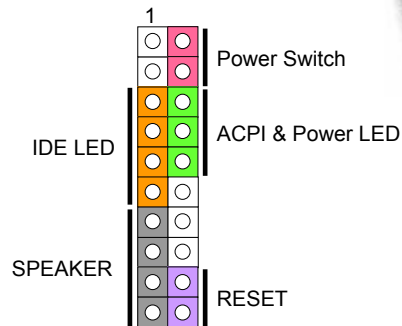 1
Power Switch
ACPI & Power LED
IDE LED
SPEAKER
RESET